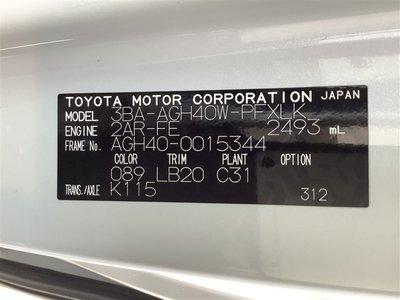 TOYOTA MOTOR CORPORATION JAPAN
MODEL 3BA-AGH40W-PFXLK
ENGINE 2AR-FE 2493 mL
FRAME No. AGH40-0015344
COLOR TRIM PLANT OPTION
089 LB20 C31
TRANS./AXLE K115
312